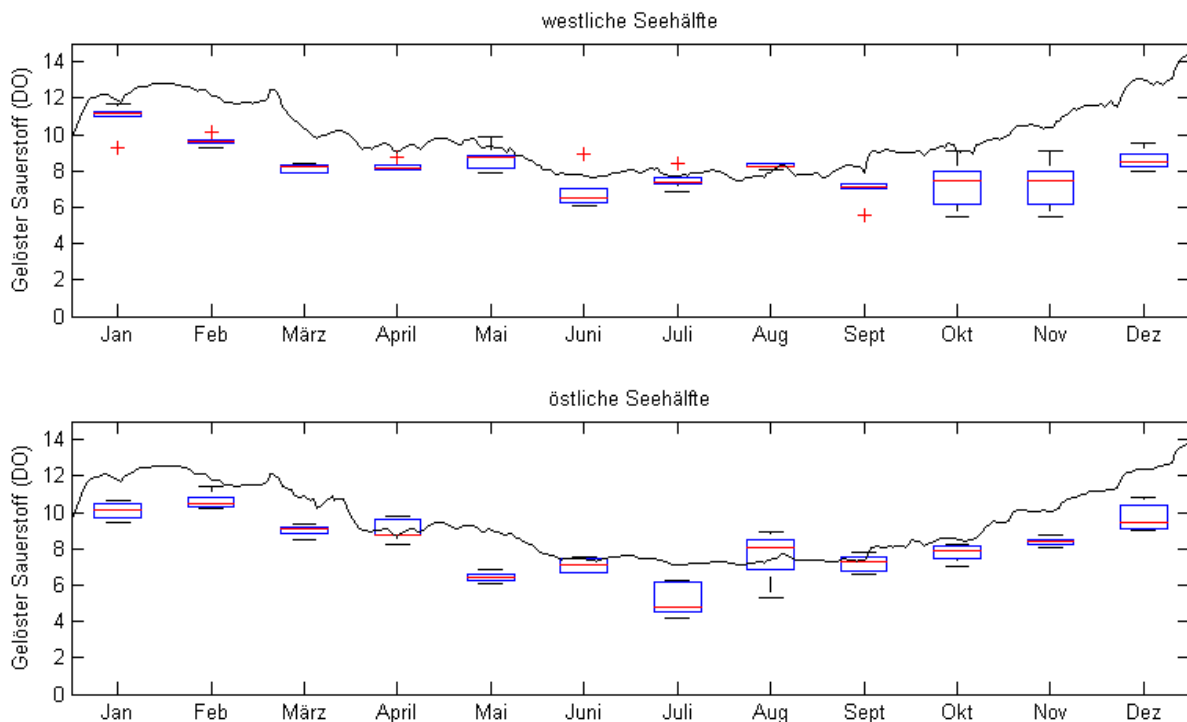 westliche Seehälfte
Gelöster Sauerstoff (DO)
14
12
10
8
6
4
2
0
Jan Feb März April Mai Juni Juli Aug Sept Okt Nov Dez
östliche Seehälfte
Gelöster Sauerstoff (DO)
14
12
10
8
6
4
2
0
Jan Feb März April Mai Juni Juli Aug Sept Okt Nov Dez